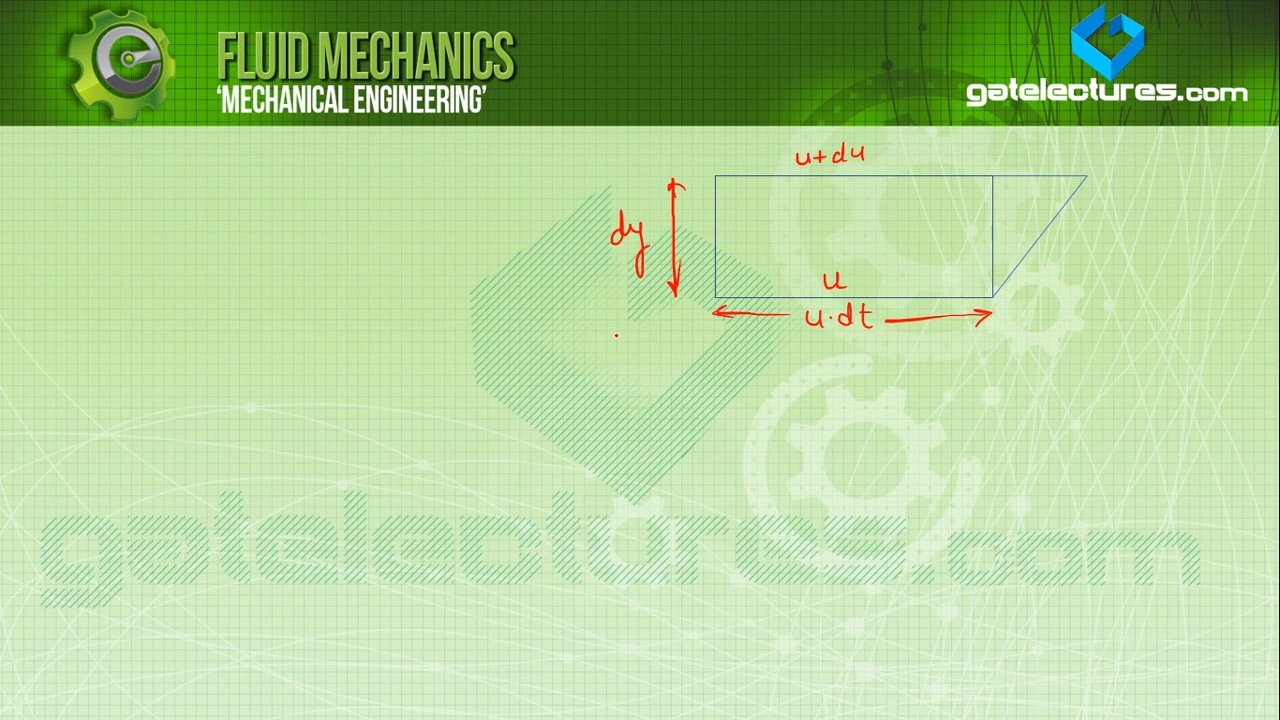 FLUID MECHANICS
'MECHANICAL ENGINEERING'
gatelectures.com
u+du
dy
u
u·dt
gatelectures.com